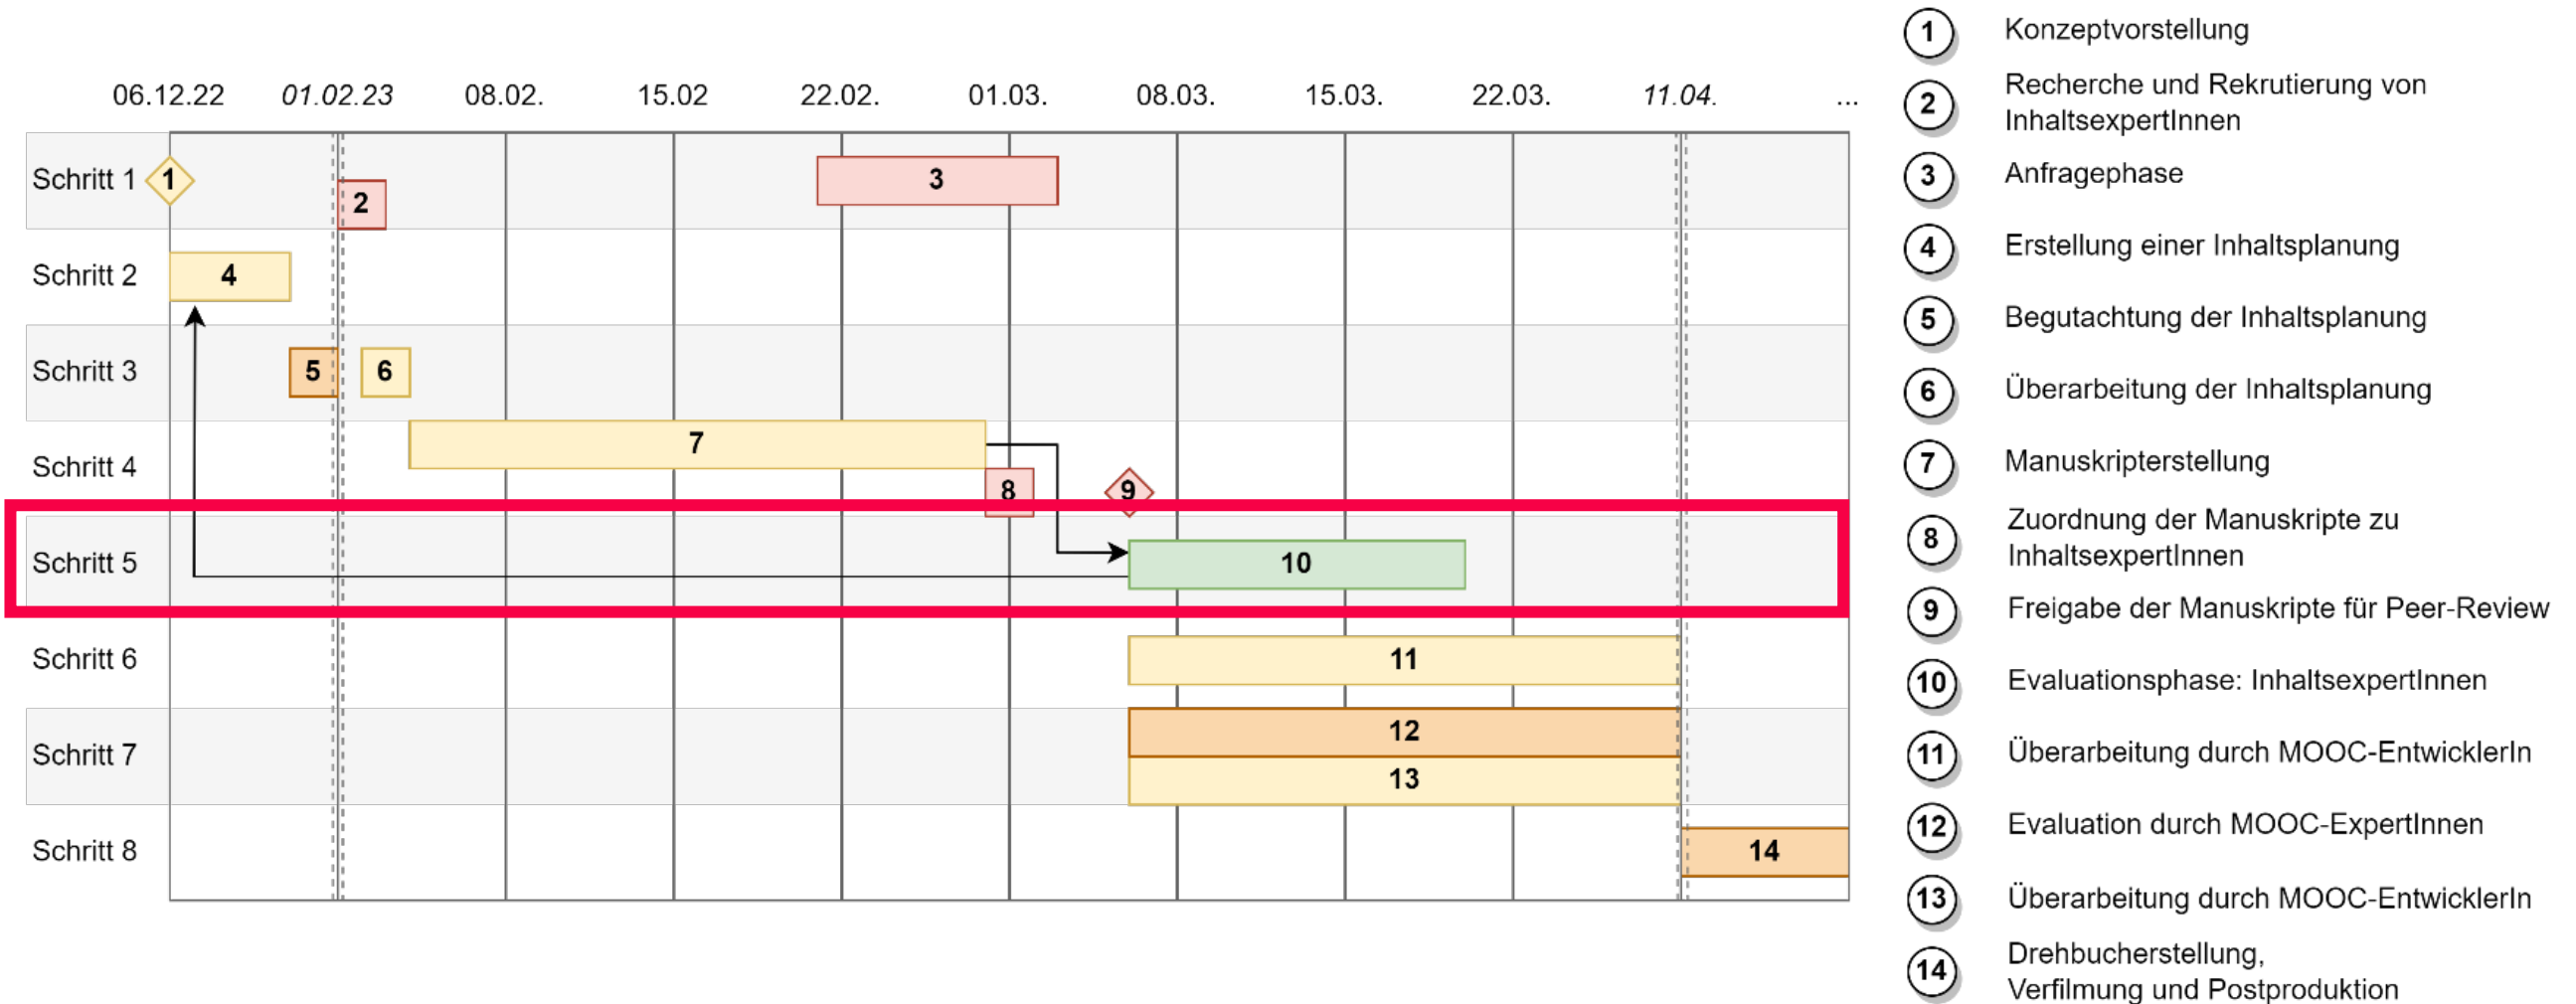 06.12.22 01.02.23 08.02. 15.02 22.02. 01.03. 08.03. 15.03. 22.03. 11.04. ...
Schritt 1 1 3
2
Schritt 2 4
Schritt 3 5 6
7
Schritt 4
8 9
Schritt 5 10
Schritt 6 11
12
Schritt 7
13
Schritt 8 14
1 Konzeptvorstellung
2 Recherche und Rekrutierung von
InhaltsexpertInnen
3 Anfragephase
4 Erstellung einer Inhaltsplanung
5 Begutachtung der Inhaltsplanung
6 Überarbeitung der Inhaltsplanung
7 Manuskripterstellung
8 Zuordnung der Manuskripte zu
InhaltsexpertInnen
9 Freigabe der Manuskripte für Peer-Review
10 Evaluationsphase: InhaltsexpertInnen
11 Überarbeitung durch MOOC-EntwicklerIn
12 Evaluation durch MOOC-ExpertInnen
13 Überarbeitung durch MOOC-EntwicklerIn
14 Drehbucherstellung,
Verfilmung und Postproduktion